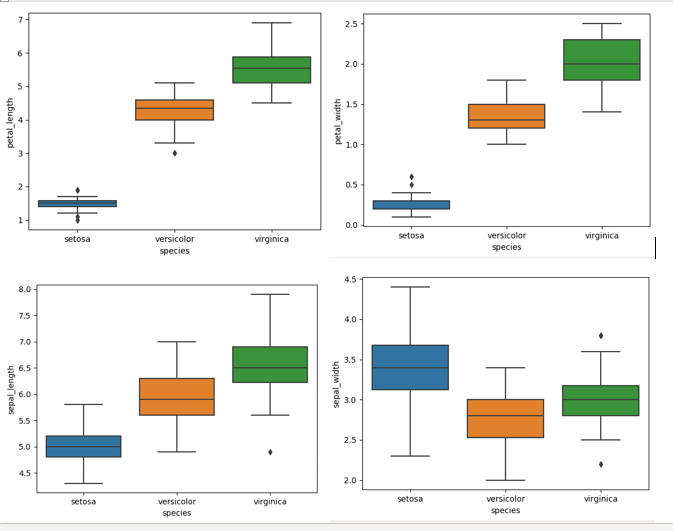 petal_length
7
6
5
4
3
2
1
setosa versicolor virginica
species
petal_width
2.5
2.0
1.5
1.0
0.5
0.0
setosa versicolor virginica
species
sepal_length
8.0
7.5
7.0
6.5
6.0
5.5
5.0
4.5
setosa versicolor virginica
species
sepal_width
4.5
4.0
3.5
3.0
2.5
2.0
setosa versicolor virginica
species